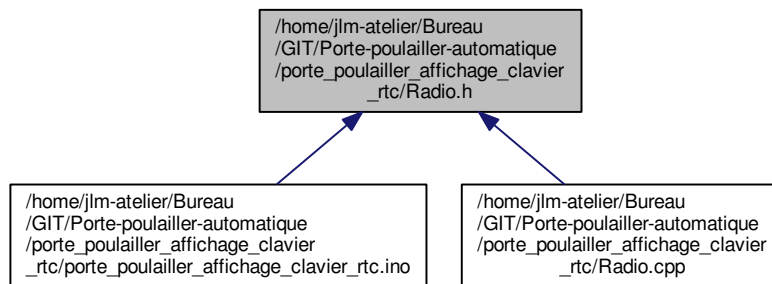 /home/jlm-atelier/Bureau
/GIT/Porte-poulailler-automatique
/porte_poulailler_affichage_clavier
_rtc/Radio.h
/home/jlm-atelier/Bureau
/GIT/Porte-poulailler-automatique
/porte_poulailler_affichage_clavier
_rtc/porte_poulailler_affichage_clavier_rtc.ino
/home/jlm-atelier/Bureau
/GIT/Porte-poulailler-automatique
/porte_poulailler_affichage_clavier
_rtc/Radio.cpp